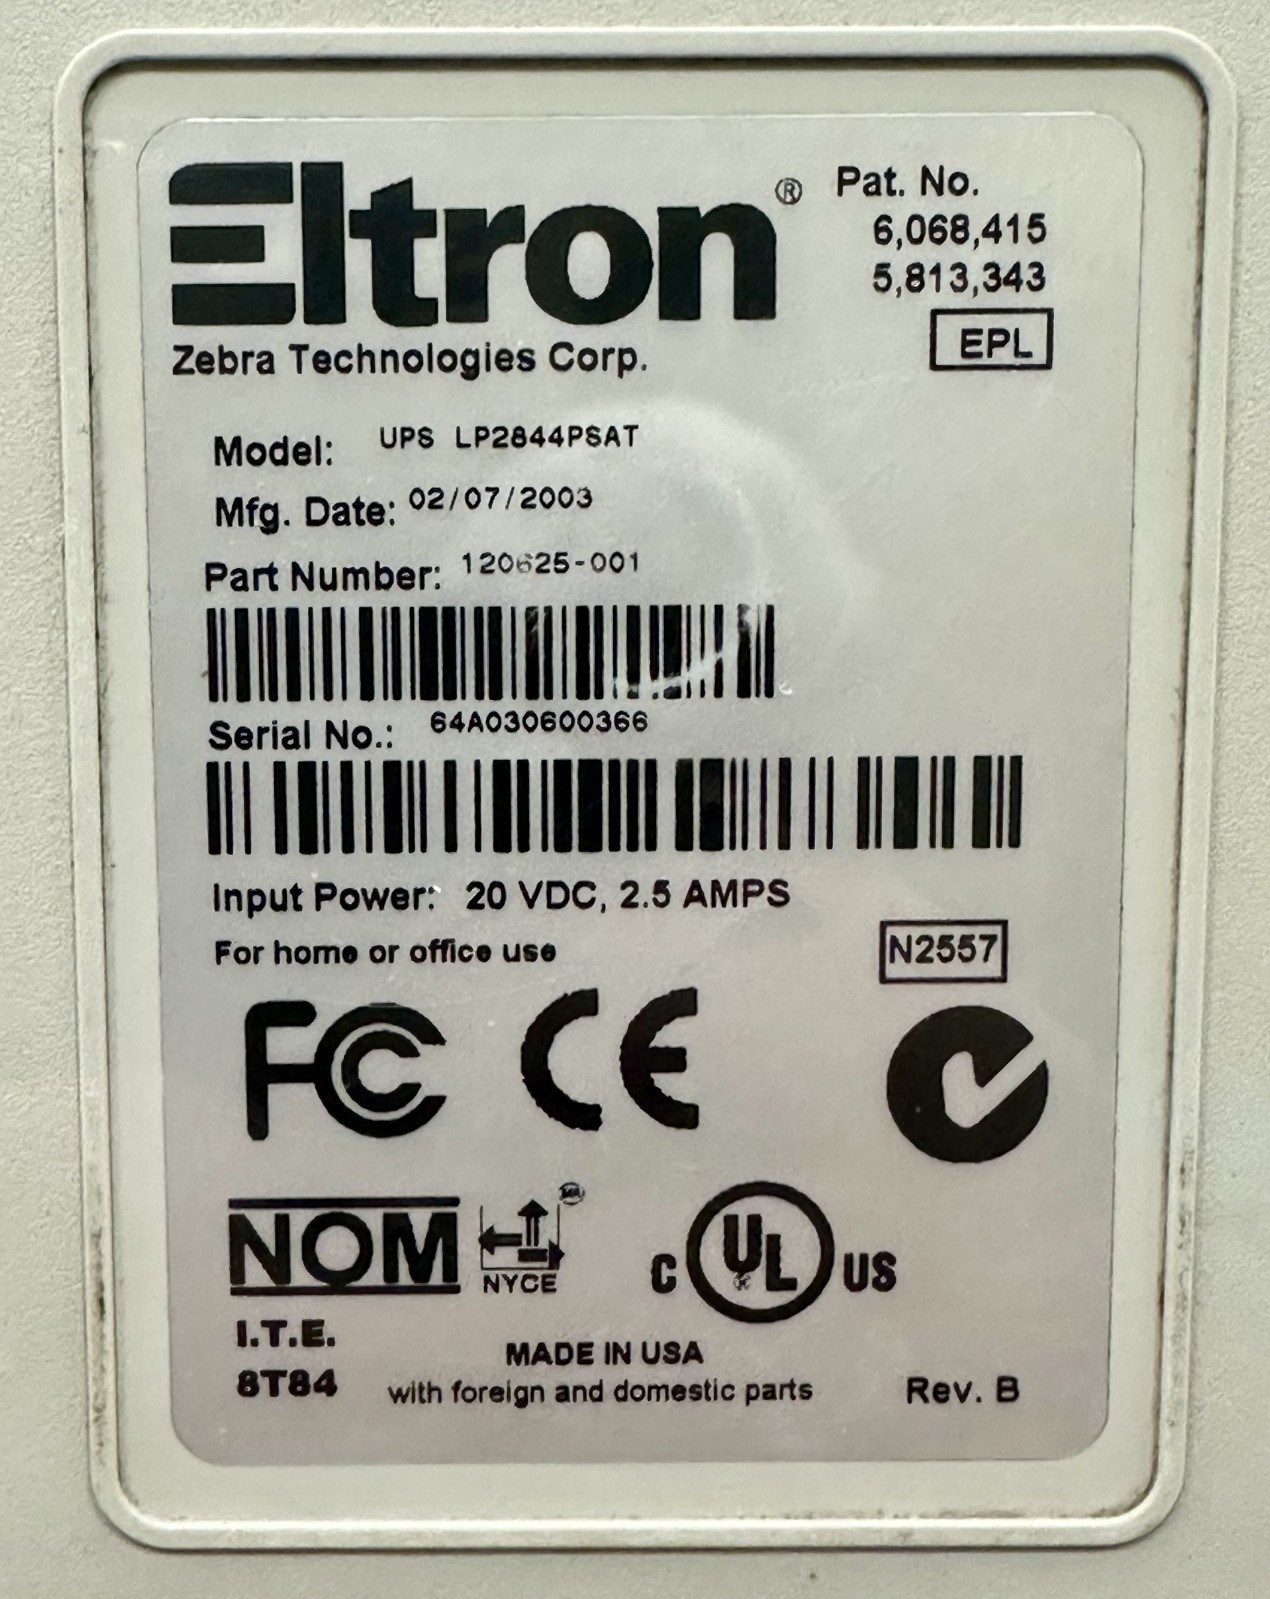 Eltron®
Pat. No.
6,068,415
5,813,343
EPL
Zebra Technologies Corp.
Model: UPS LP2844PSAT
Mfg. Date: 02/07/2003
Part Number: 120625-001
Serial No.: 64A030600366
Input Power: 20 VDC, 2.5 AMPS
For home or office use
N2557
FC CE
NOM
NYCE
C UL US
I.T.E.
8T84
MADE IN USA
with foreign and domestic parts
Rev. B